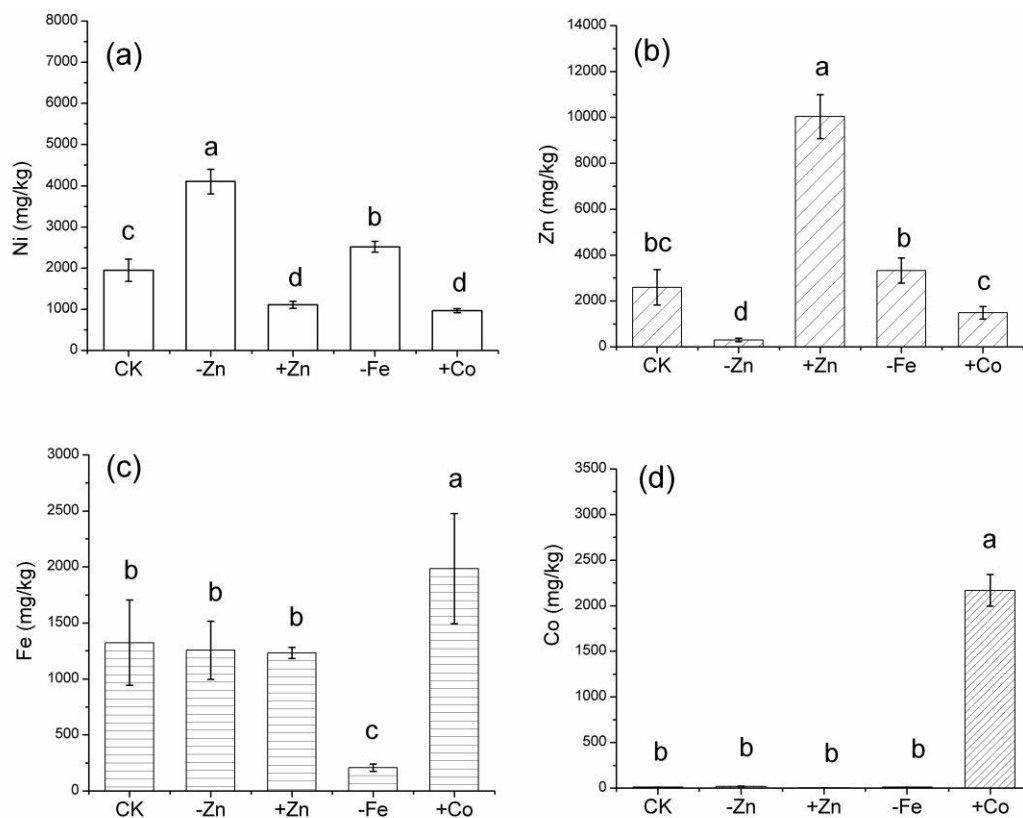 (a)
Ni (mg/kg)
8000
7000
6000
5000
4000
3000
2000
1000
0
c
a
d
b
d
CK -Zn +Zn -Fe +Co
(b)
Zn (mg/kg)
14000
12000
10000
8000
6000
4000
2000
0
bc
d
a
b
c
CK -Zn +Zn -Fe +Co
(c)
Fe (mg/kg)
3000
2500
2000
1500
1000
500
0
b
b
b
c
a
CK -Zn +Zn -Fe +Co
(d)
Co (mg/kg)
3500
3000
2500
2000
1500
1000
500
0
b
b
b
b
a
CK -Zn +Zn -Fe +Co